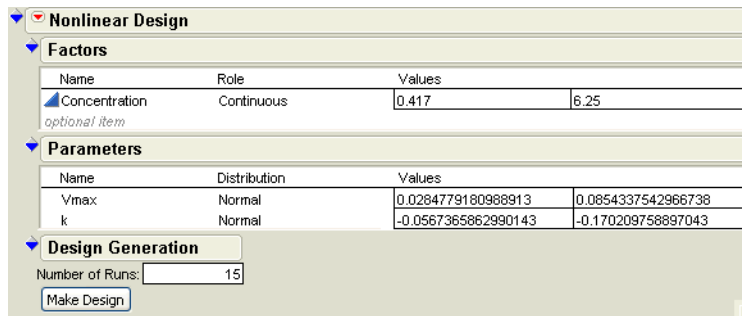 Nonlinear Design
Factors
Name Role Values
Concentration Continuous 0.417 6.25
optional item
Parameters
Name Distribution Values
Vmax Normal 0.0284779180988913 0.0854337542966738
k Normal -0.0567365862990143 -0.170209758897043
Design Generation
Number of Runs: 15
Make Design